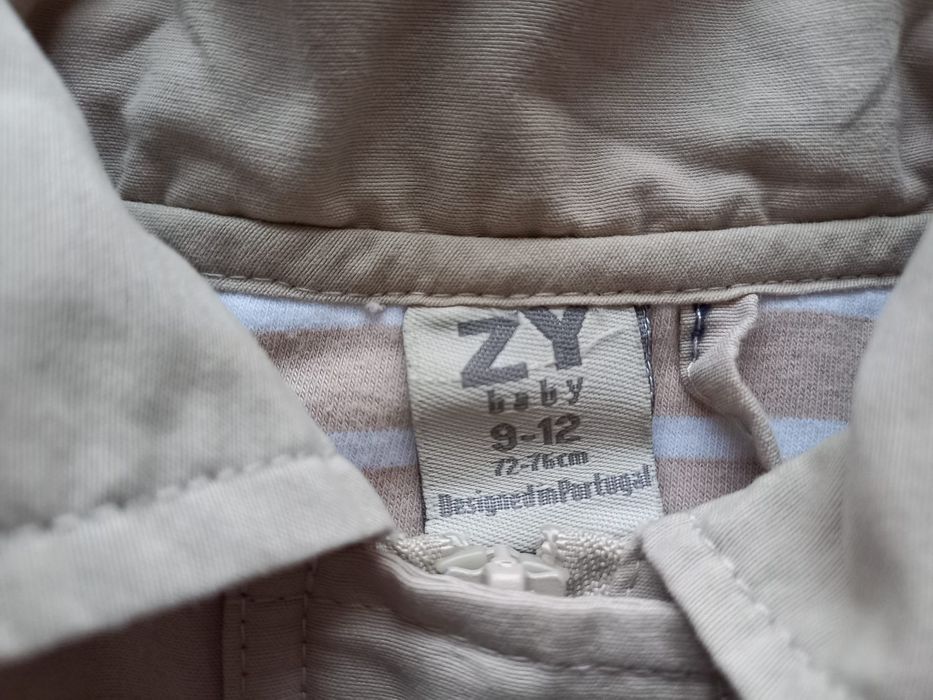 ZY
baby
9-12
72-76cm
Designed in Portugal